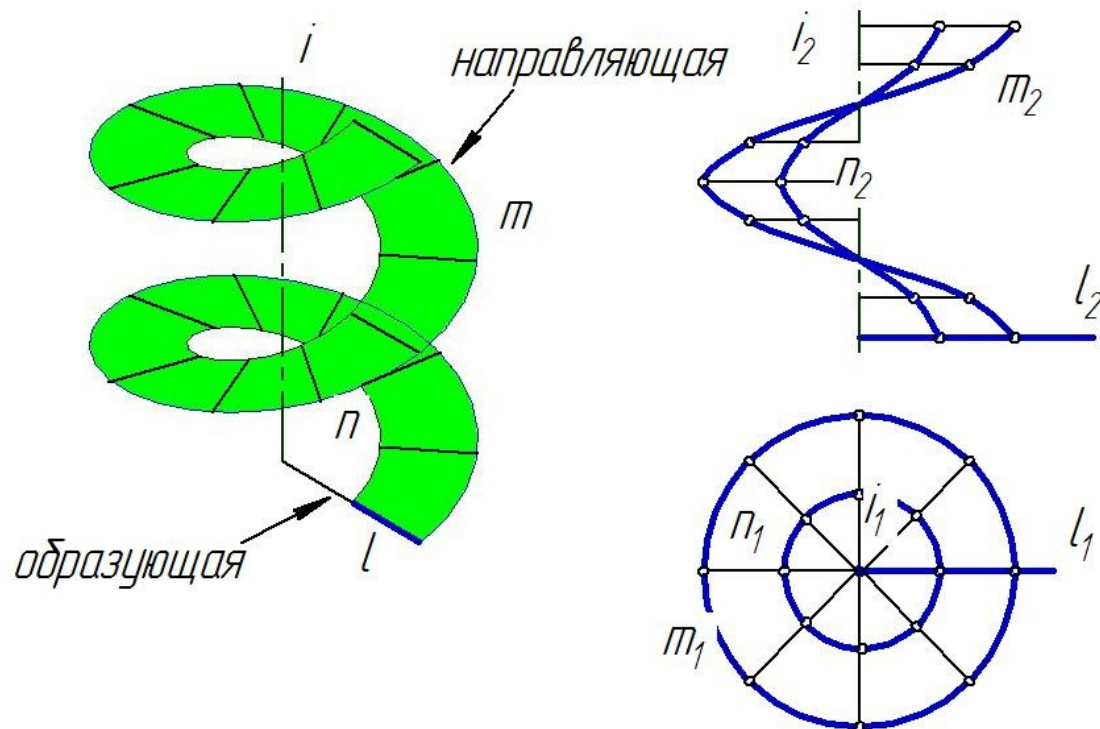 i
направляющая
m
n
l
образующая
i₂
m₂
n₂
l₂
i₁
n₁
l₁
m₁